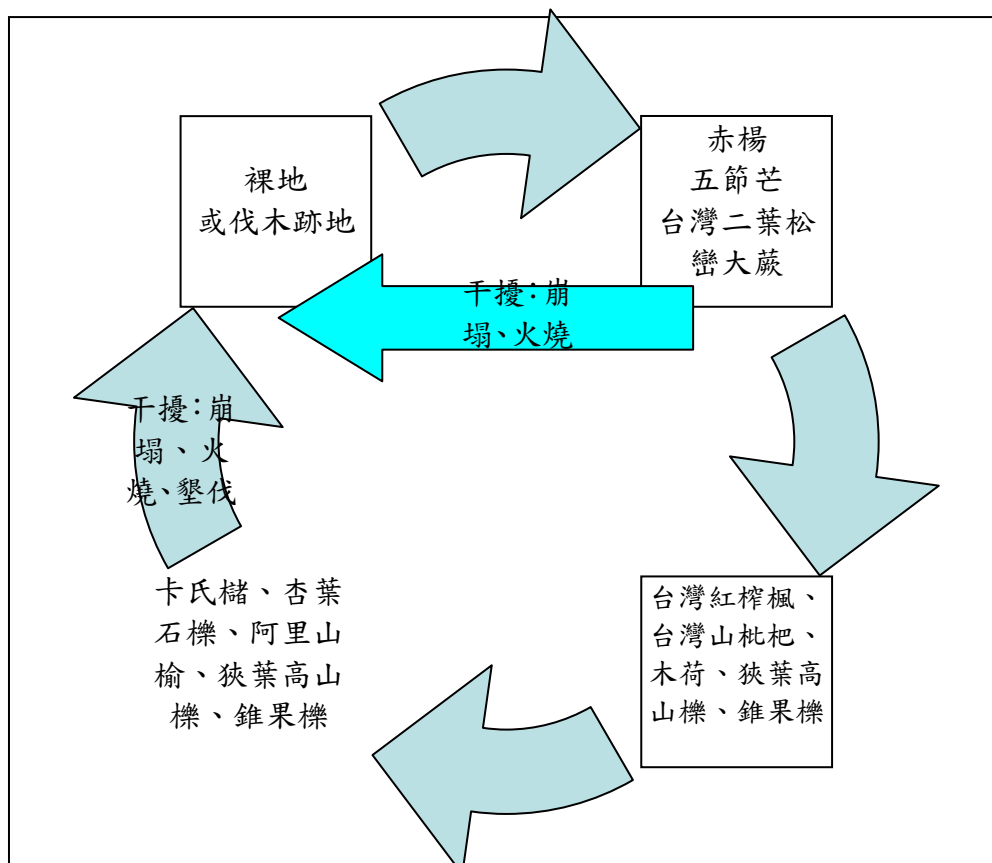 裸地
或伐木跡地
赤楊
五節芒
台灣二葉松
巒大蕨
干擾：崩
塌、火燒
干擾：崩
塌、火
燒、墾伐
卡氏櫧、杏葉
石櫟、阿里山
榆、狹葉高山
櫟、錐果櫟
台灣紅榨楓、
台灣山枇杷、
木荷、狹葉高
山櫟、錐果櫟